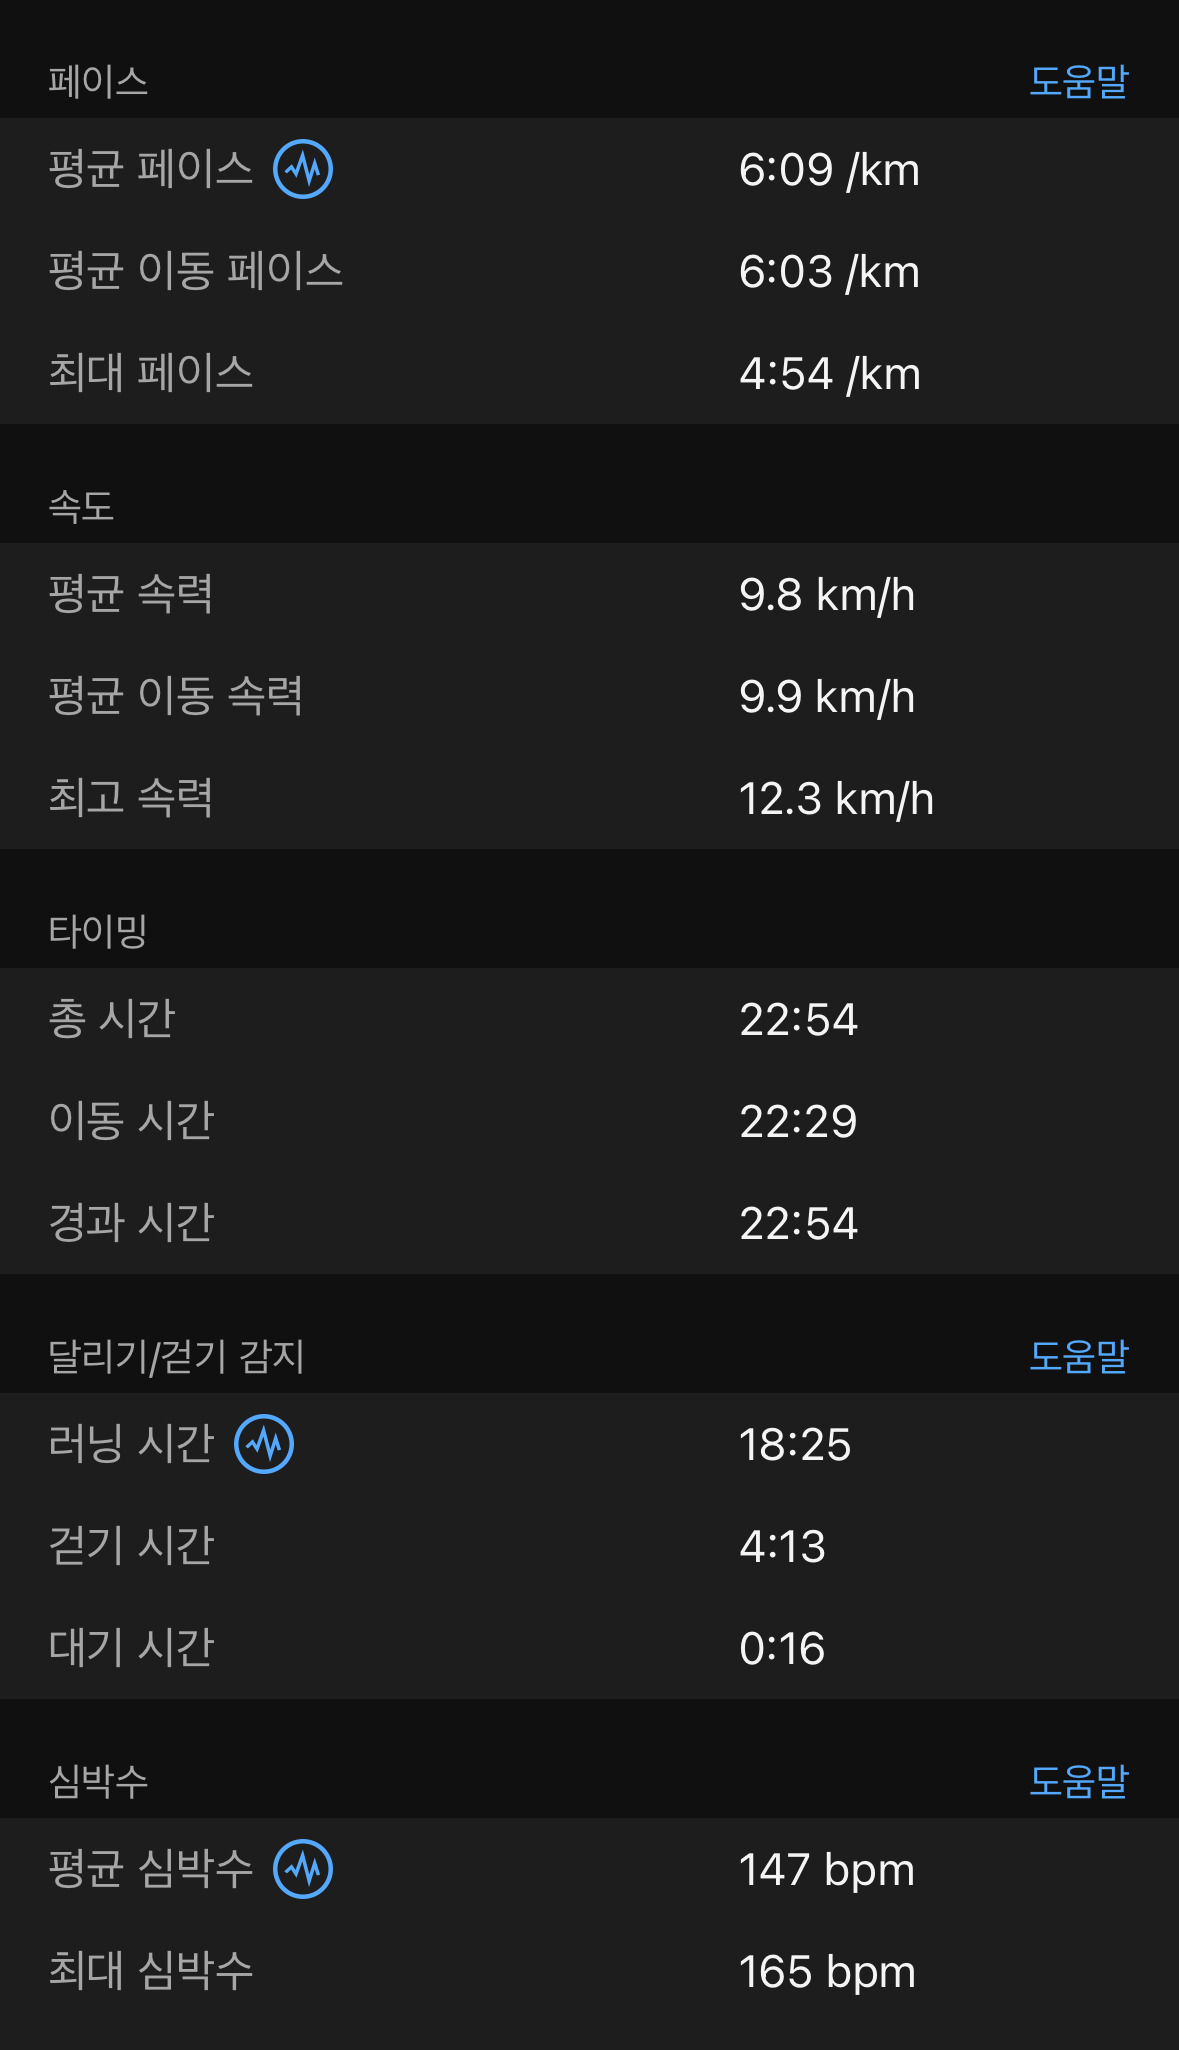 페이스 도움말
평균 페이스 6:09 /km
평균 이동 페이스 6:03 /km
최대 페이스 4:54 /km
속도
평균 속력 9.8 km/h
평균 이동 속력 9.9 km/h
최고 속력 12.3 km/h
타이밍
총 시간 22:54
이동 시간 22:29
경과 시간 22:54
달리기/걷기 감지 도움말
러닝 시간 18:25
걷기 시간 4:13
대기 시간 0:16
심박수 도움말
평균 심박수 147 bpm
최대 심박수 165 bpm